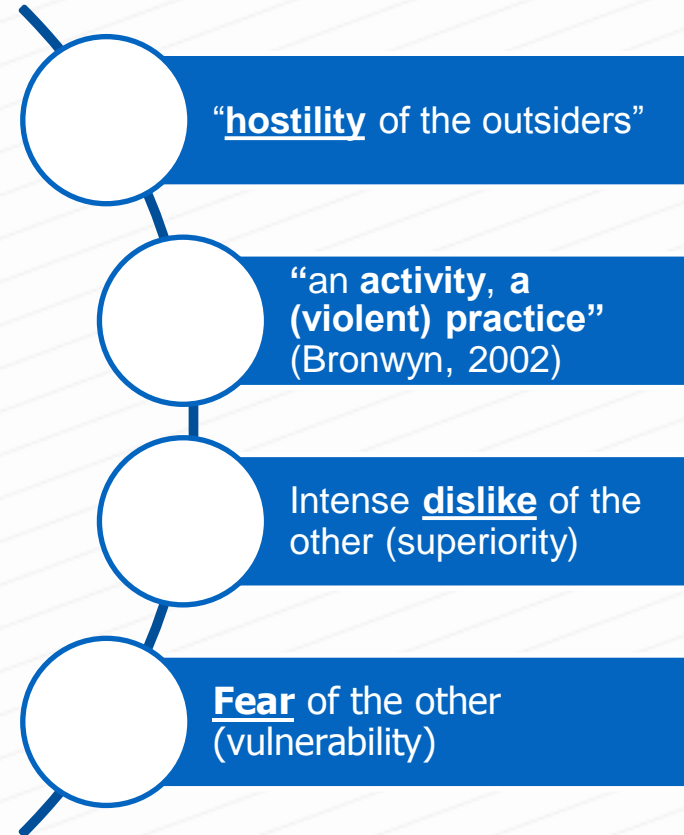 “hostility of the outsiders”
“an activity, a
(violent) practice”
(Bronwyn, 2002)
Intense dislike of the
other (superiority)
Fear of the other
(vulnerability)